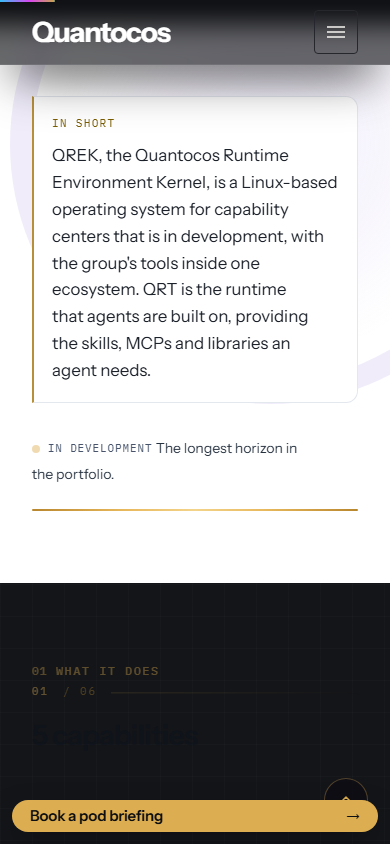 Quantocos
IN SHORT
QREK, the Quantocos Runtime
Environment Kernel, is a Linux-based
operating system for capability
centers that is in development, with
the group's tools inside one
ecosystem. QRT is the runtime
that agents are built on, providing
the skills, MCPs and libraries an
agent needs.
IN DEVELOPMENT The longest horizon in
the portfolio.
01 WHAT IT DOES
01 / 06
5 capabilities
Book a pod briefing →